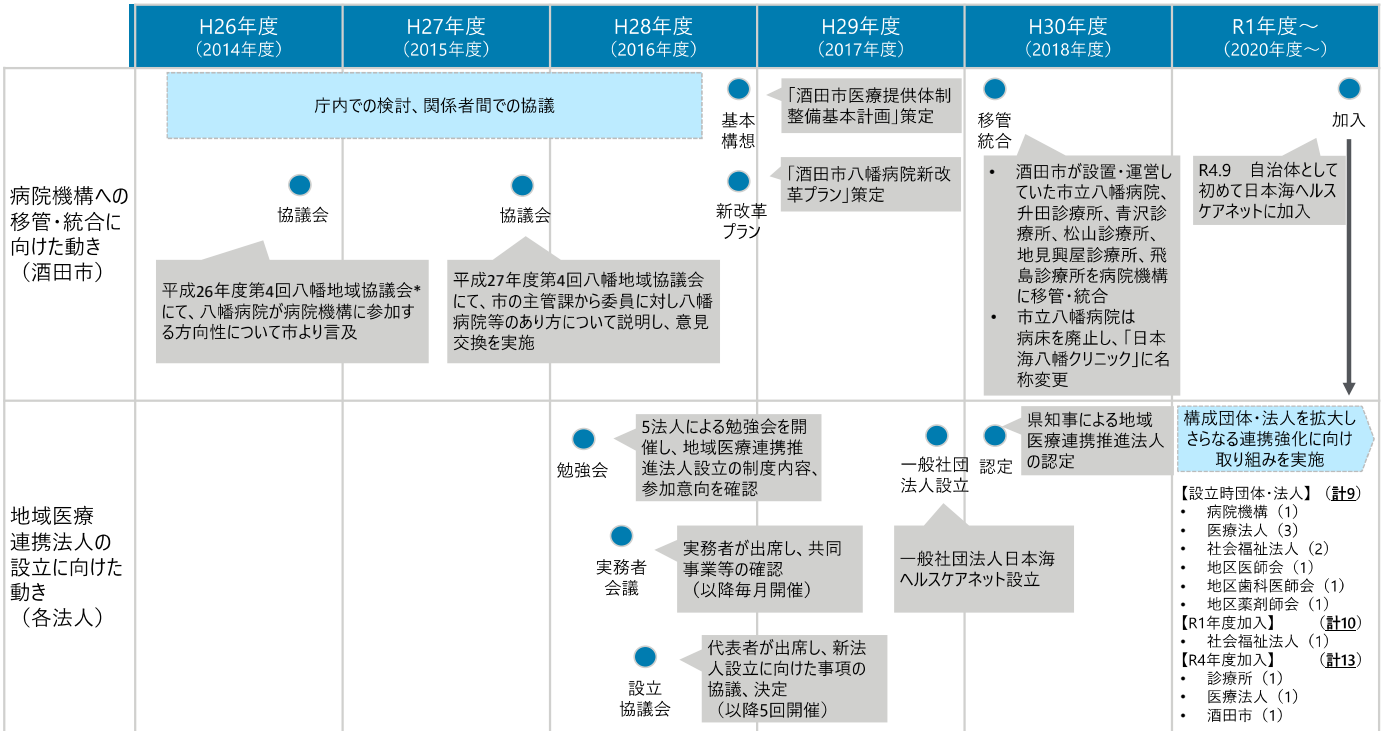 H26年度
（2014年度）
H27年度
（2015年度）
H28年度
（2016年度）
H29年度
（2017年度）
H30年度
（2018年度）
R1年度～
（2020年度～）
病院機構への
移管・統合に
向けた動き
（酒田市）
庁内での検討、関係者間での協議
協議会
平成26年度第4回八幡地域協議会*
にて、八幡病院が病院機構に参加す
る方向性について市より言及
協議会
平成27年度第4回八幡地域協議会
にて、市の主管課から委員に対し八幡
病院等のあり方について説明し、意見
交換を実施
基本
構想
「酒田市医療提供体制
整備基本計画」策定
新改革
プラン
「酒田市八幡病院新改
革プラン」策定
移管
統合
• 酒田市が設置・運営し
ていた市立八幡病院、
升田診療所、青沢診
療所、松山診療所、
地見興屋診療所、飛
島診療所を病院機構
に移管・統合
• 市立八幡病院は
病床を廃止し、「日本
海八幡クリニック」に名
称変更
加入
R4.9　自治体として
初めて日本海ヘルス
ケアネットに加入
地域医療
連携法人の
設立に向けた
動き
（各法人）
勉強会
5法人による勉強会を開
催し、地域医療連携推
進法人設立の制度内容、
参加意向を確認
実務者
会議
実務者が出席し、共同
事業等の確認
（以降毎月開催）
設立
協議会
代表者が出席し、新法
人設立に向けた事項の
協議、決定
（以降5回開催）
一般社団
法人設立
一般社団法人日本海
ヘルスケアネット設立
認定
県知事による地域
医療連携推進法人
の認定
構成団体・法人を拡大し
さらなる連携強化に向け
取り組みを実施
【設立時団体・法人】（計9）
• 病院機構（1）
• 医療法人（3）
• 社会福祉法人（2）
• 地区医師会（1）
• 地区歯科医師会（1）
• 地区薬剤師会（1）
【R1年度加入】（計10）
• 社会福祉法人（1）
【R4年度加入】（計13）
• 診療所（1）
• 医療法人（1）
• 酒田市（1）